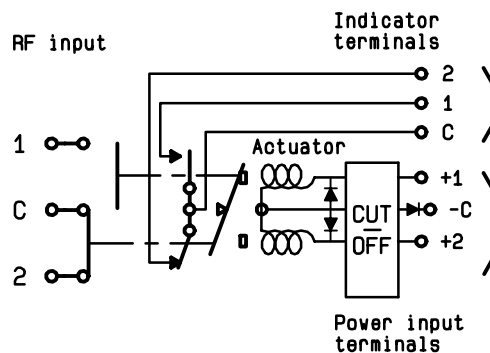 Indicator
terminals
RF input
2
1
C
Actuator
1
+1
C
-C
CUT
OFF
+2
2
Power input
terminals